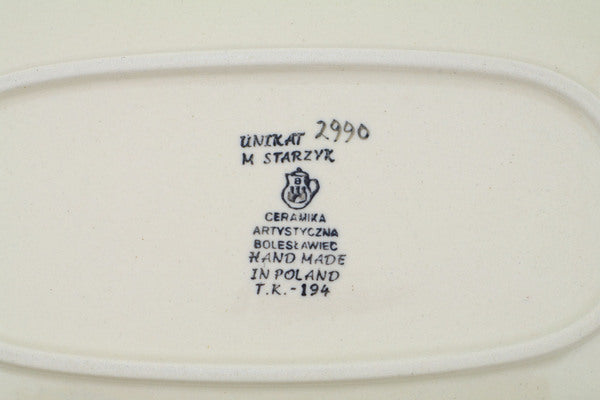 UNIKAT 2990
M STARZYK
B
CERAMIKA
ARTYSTYCZNA
BOLESŁAWIEC
HAND MADE
IN POLAND
T.K.-194